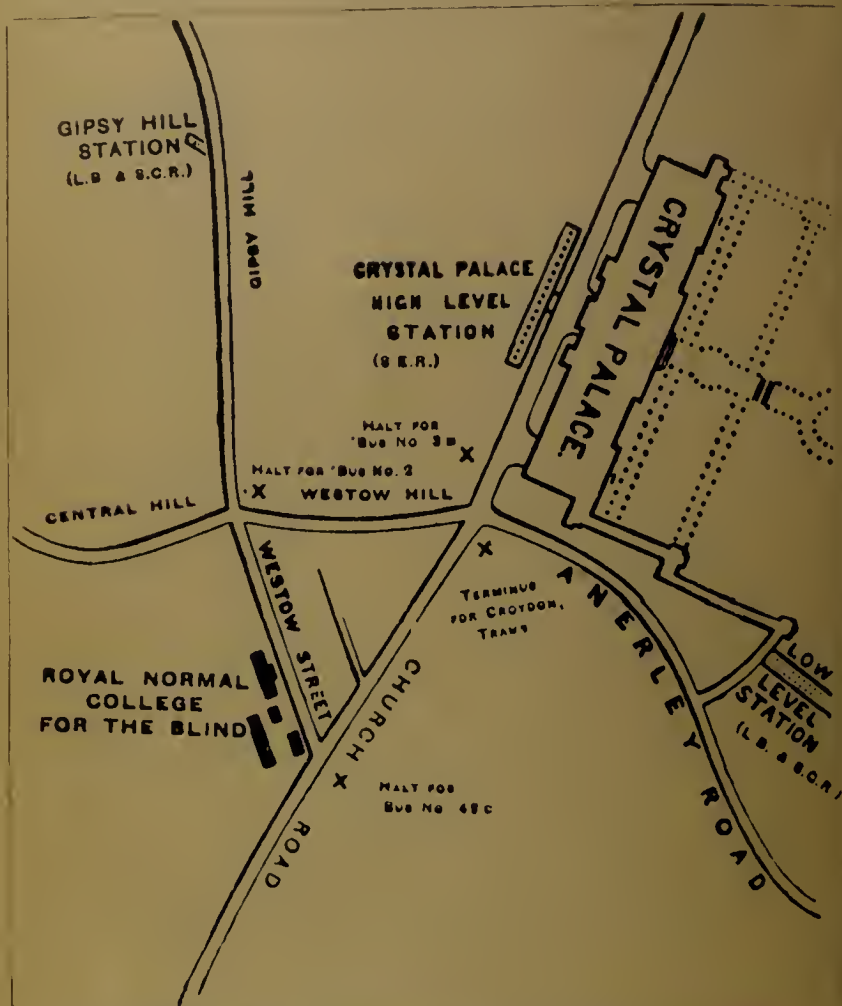 GIPSY HILL
STATION
(L.B & S.C.R.)
GIPSY HILL
CRYSTAL PALACE
HIGH LEVEL
STATION
(S.E.R.)
CRYSTAL PALACE.
HALT FOR
'BUS NO 3B
HALT FOR 'BUS NO. 2
WESTOW HILL
CENTRAL HILL
WESTOW STREET
TERMINUS
FOR CROYDON,
TRAMS
ANERLEY ROAD
LOW
LEVEL
STATION
(L.B. & S.C.R.)
ROYAL NORMAL
COLLEGE
FOR THE BLIND
CHURCH
ROAD
HALT FOR
BUS NO 49C